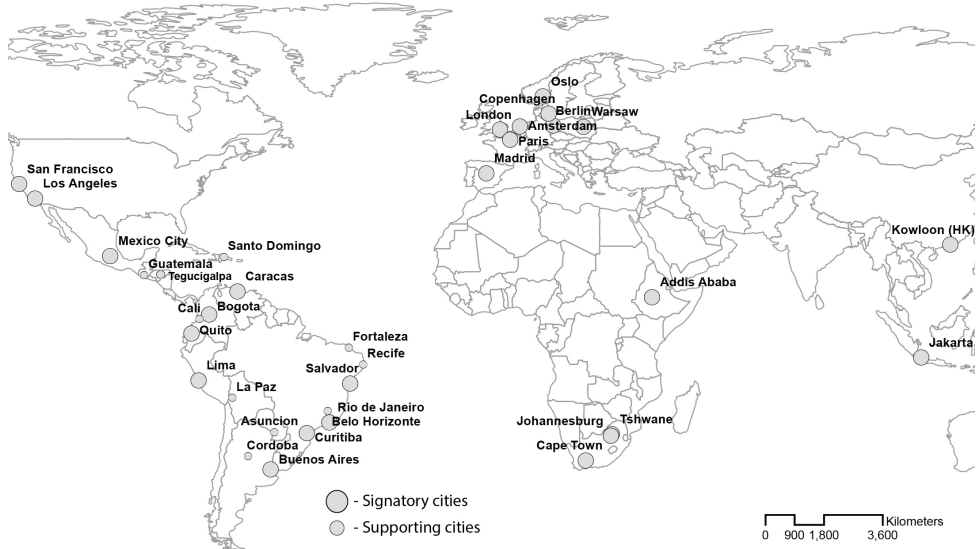 Oslo
Copenhagen
BerlinWarsaw
London
Amsterdam
Paris
Madrid
San Francisco
Los Angeles
Kowloon (HK)
Mexico City
Santo Domingo
Guatemala
Tegucigalpa
Caracas
Addis Ababa
Cali
Bogota
Quito
Fortaleza
Jakarta
Recife
Lima
Salvador
La Paz
Rio de Janeiro
Asuncion
Belo Horizonte
Johannesburg
Tshwane
Curitiba
Cordoba
Cape Town
Buenos Aires
- Signatory cities
- Supporting cities
Kilometers
0 900 1,800 3,600